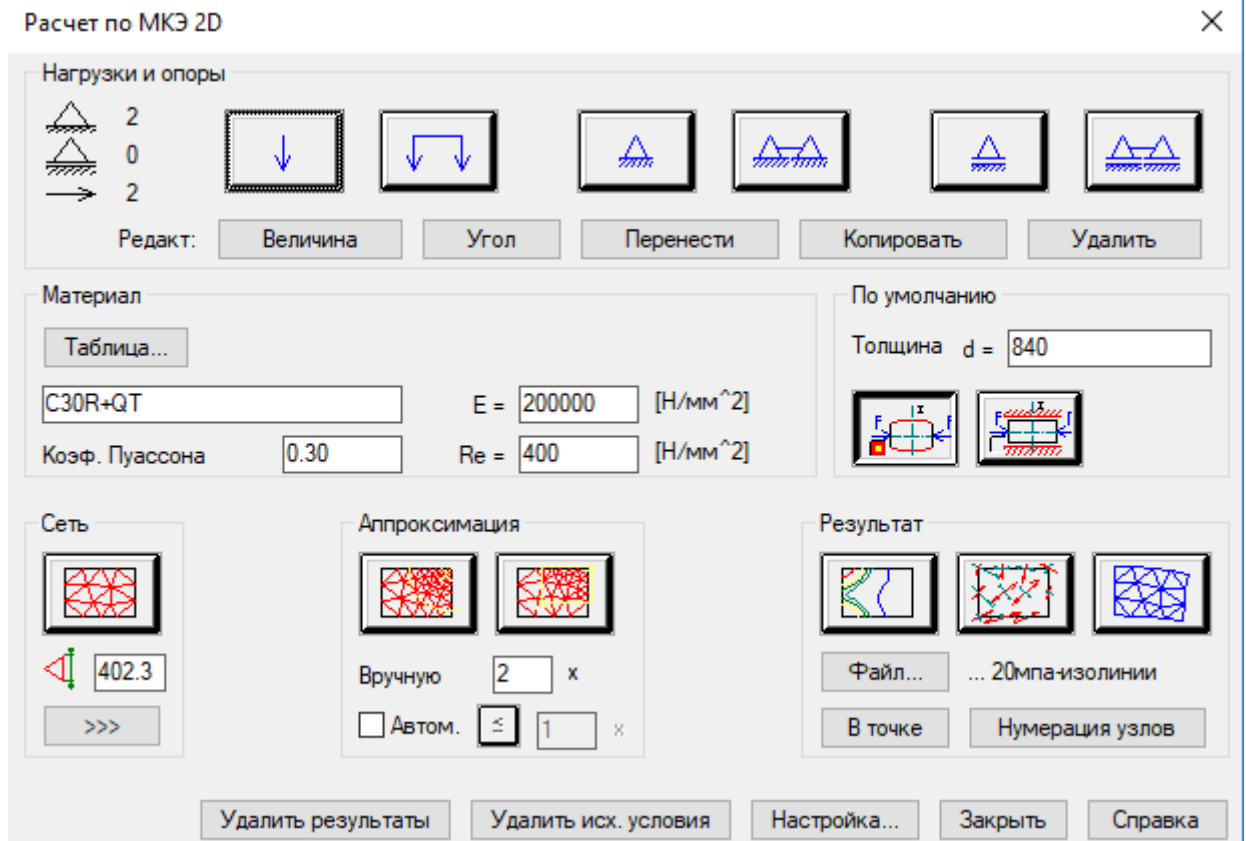 Расчет по МКЭ 2D
Нагрузки и опоры
2
0
2
Редакт: Величина Угол Перенести Копировать Удалить
Материал
Таблица...
C30R+QT E = 200000 [Н/мм^2]
Коэф. Пуассона 0.30 Re = 400 [Н/мм^2]
По умолчанию
Толщина d = 840
F I F F I F
Сеть
402.3
>>>
Аппроксимация
Вручную 2 x
Автом. ≤ 1 x
Результат
Файл... ... 20мпа-изолинии
В точке Нумерация узлов
Удалить результаты Удалить исх. условия Настройка... Закрыть Справка